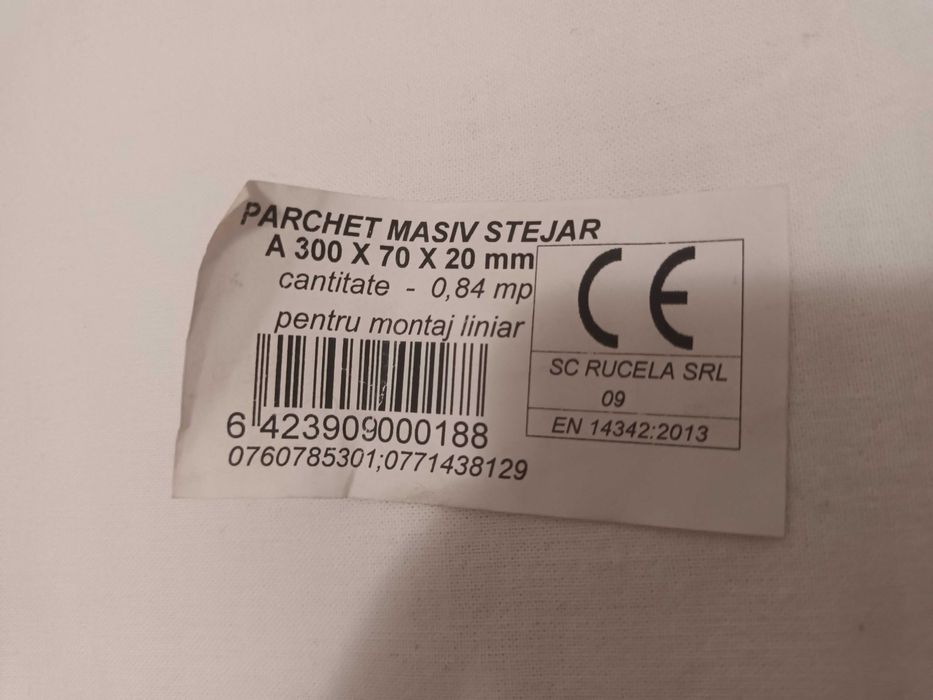 PARCHET MASIV STEJAR
A 300 X 70 X 20 mm
cantitate - 0,84 mp
pentru montaj liniar
6 423909000188
0760785301;0771438129
CE
SC RUCELA SRL
09
EN 14342:2013